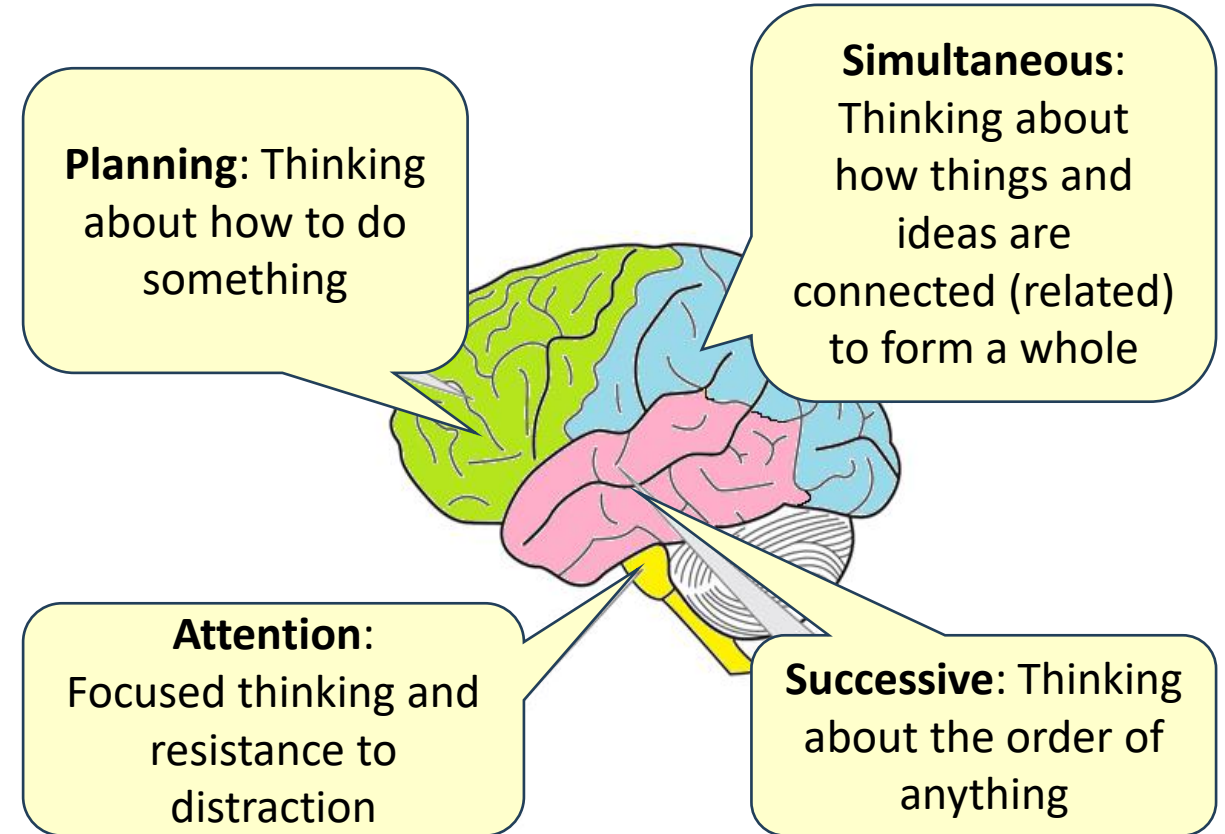 Planning: Thinking
about how to do
something
Simultaneous:
Thinking about
how things and
ideas are
connected (related)
to form a whole
Attention:
Focused thinking and
resistance to
distraction
Successive: Thinking
about the order of
anything